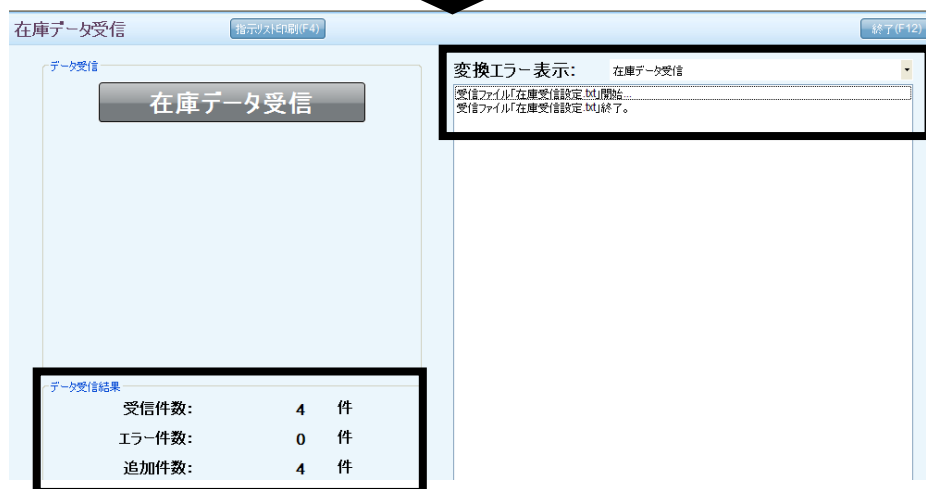 在庫データ受信
指示リスト印刷(F4)
終了(F12)
データ受信
在庫データ受信
変換エラー表示: 在庫データ受信
受信ファイル「在庫受信設定.txt」開始...
受信ファイル「在庫受信設定.txt」終了。
データ受信結果
受信件数: 4 件
エラー件数: 0 件
追加件数: 4 件